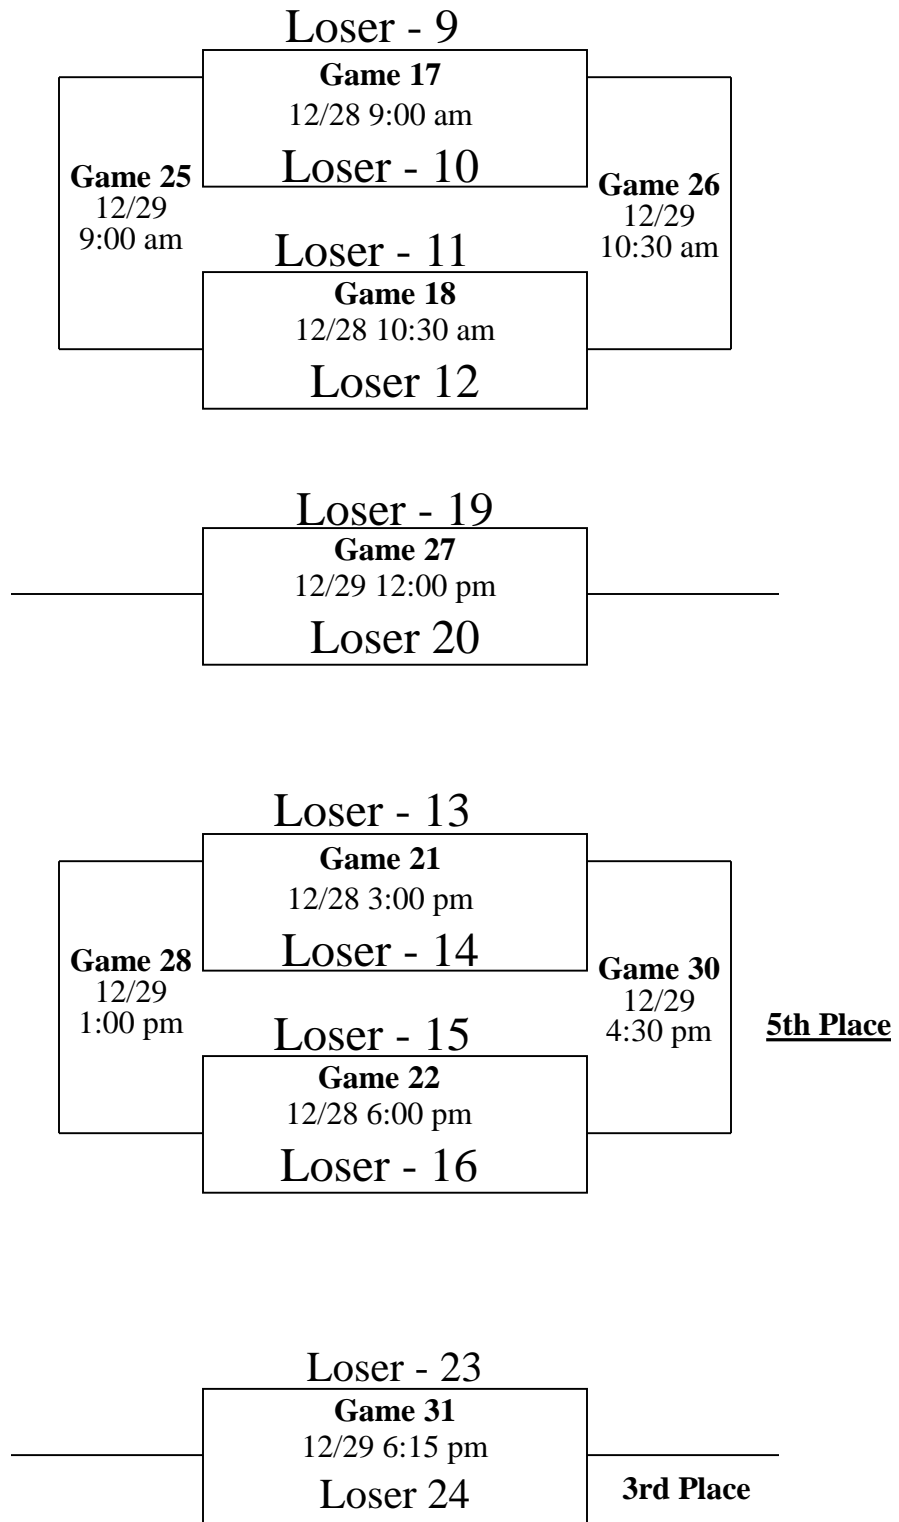 Loser - 9
Game 17
12/28 9:00 am
Loser - 10
Game 25
12/29
9:00 am
Game 26
12/29
10:30 am
Loser - 11
Game 18
12/28 10:30 am
Loser 12
Loser - 19
Game 27
12/29 12:00 pm
Loser 20
Loser - 13
Game 21
12/28 3:00 pm
Loser - 14
Game 28
12/29
1:00 pm
Game 30
12/29
4:30 pm
5th Place
Loser - 15
Game 22
12/28 6:00 pm
Loser - 16
Loser - 23
Game 31
12/29 6:15 pm
Loser 24
3rd Place